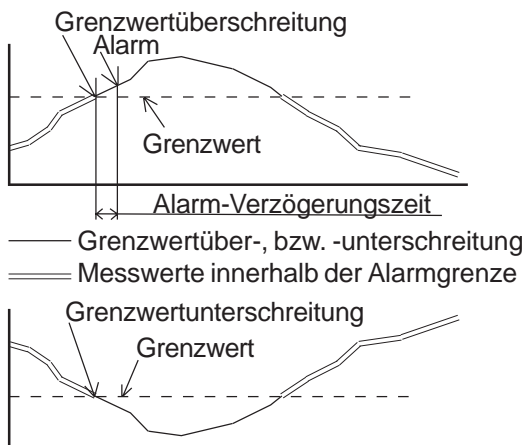 Grenzwertüberschreitung
Alarm
Grenzwert
Alarm-Verzögerungszeit
Grenzwertüber-, bzw. -unterschreitung
Messwerte innerhalb der Alarmgrenze
Grenzwertunterschreitung
Grenzwert